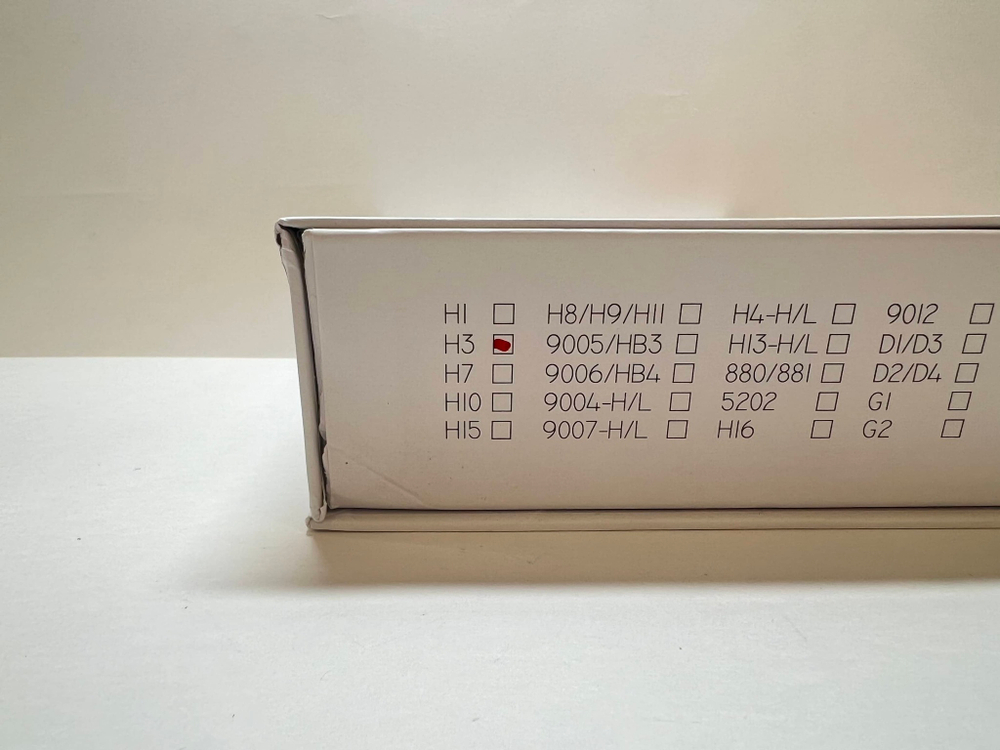 H1 H8/H9/H11 H4-H/L 9012
H3 9005/HB3 H13-H/L D1/D3
H7 9006/HB4 880/881 D2/D4
H10 9004-H/L 5202 G1
H15 9007-H/L H16 G2